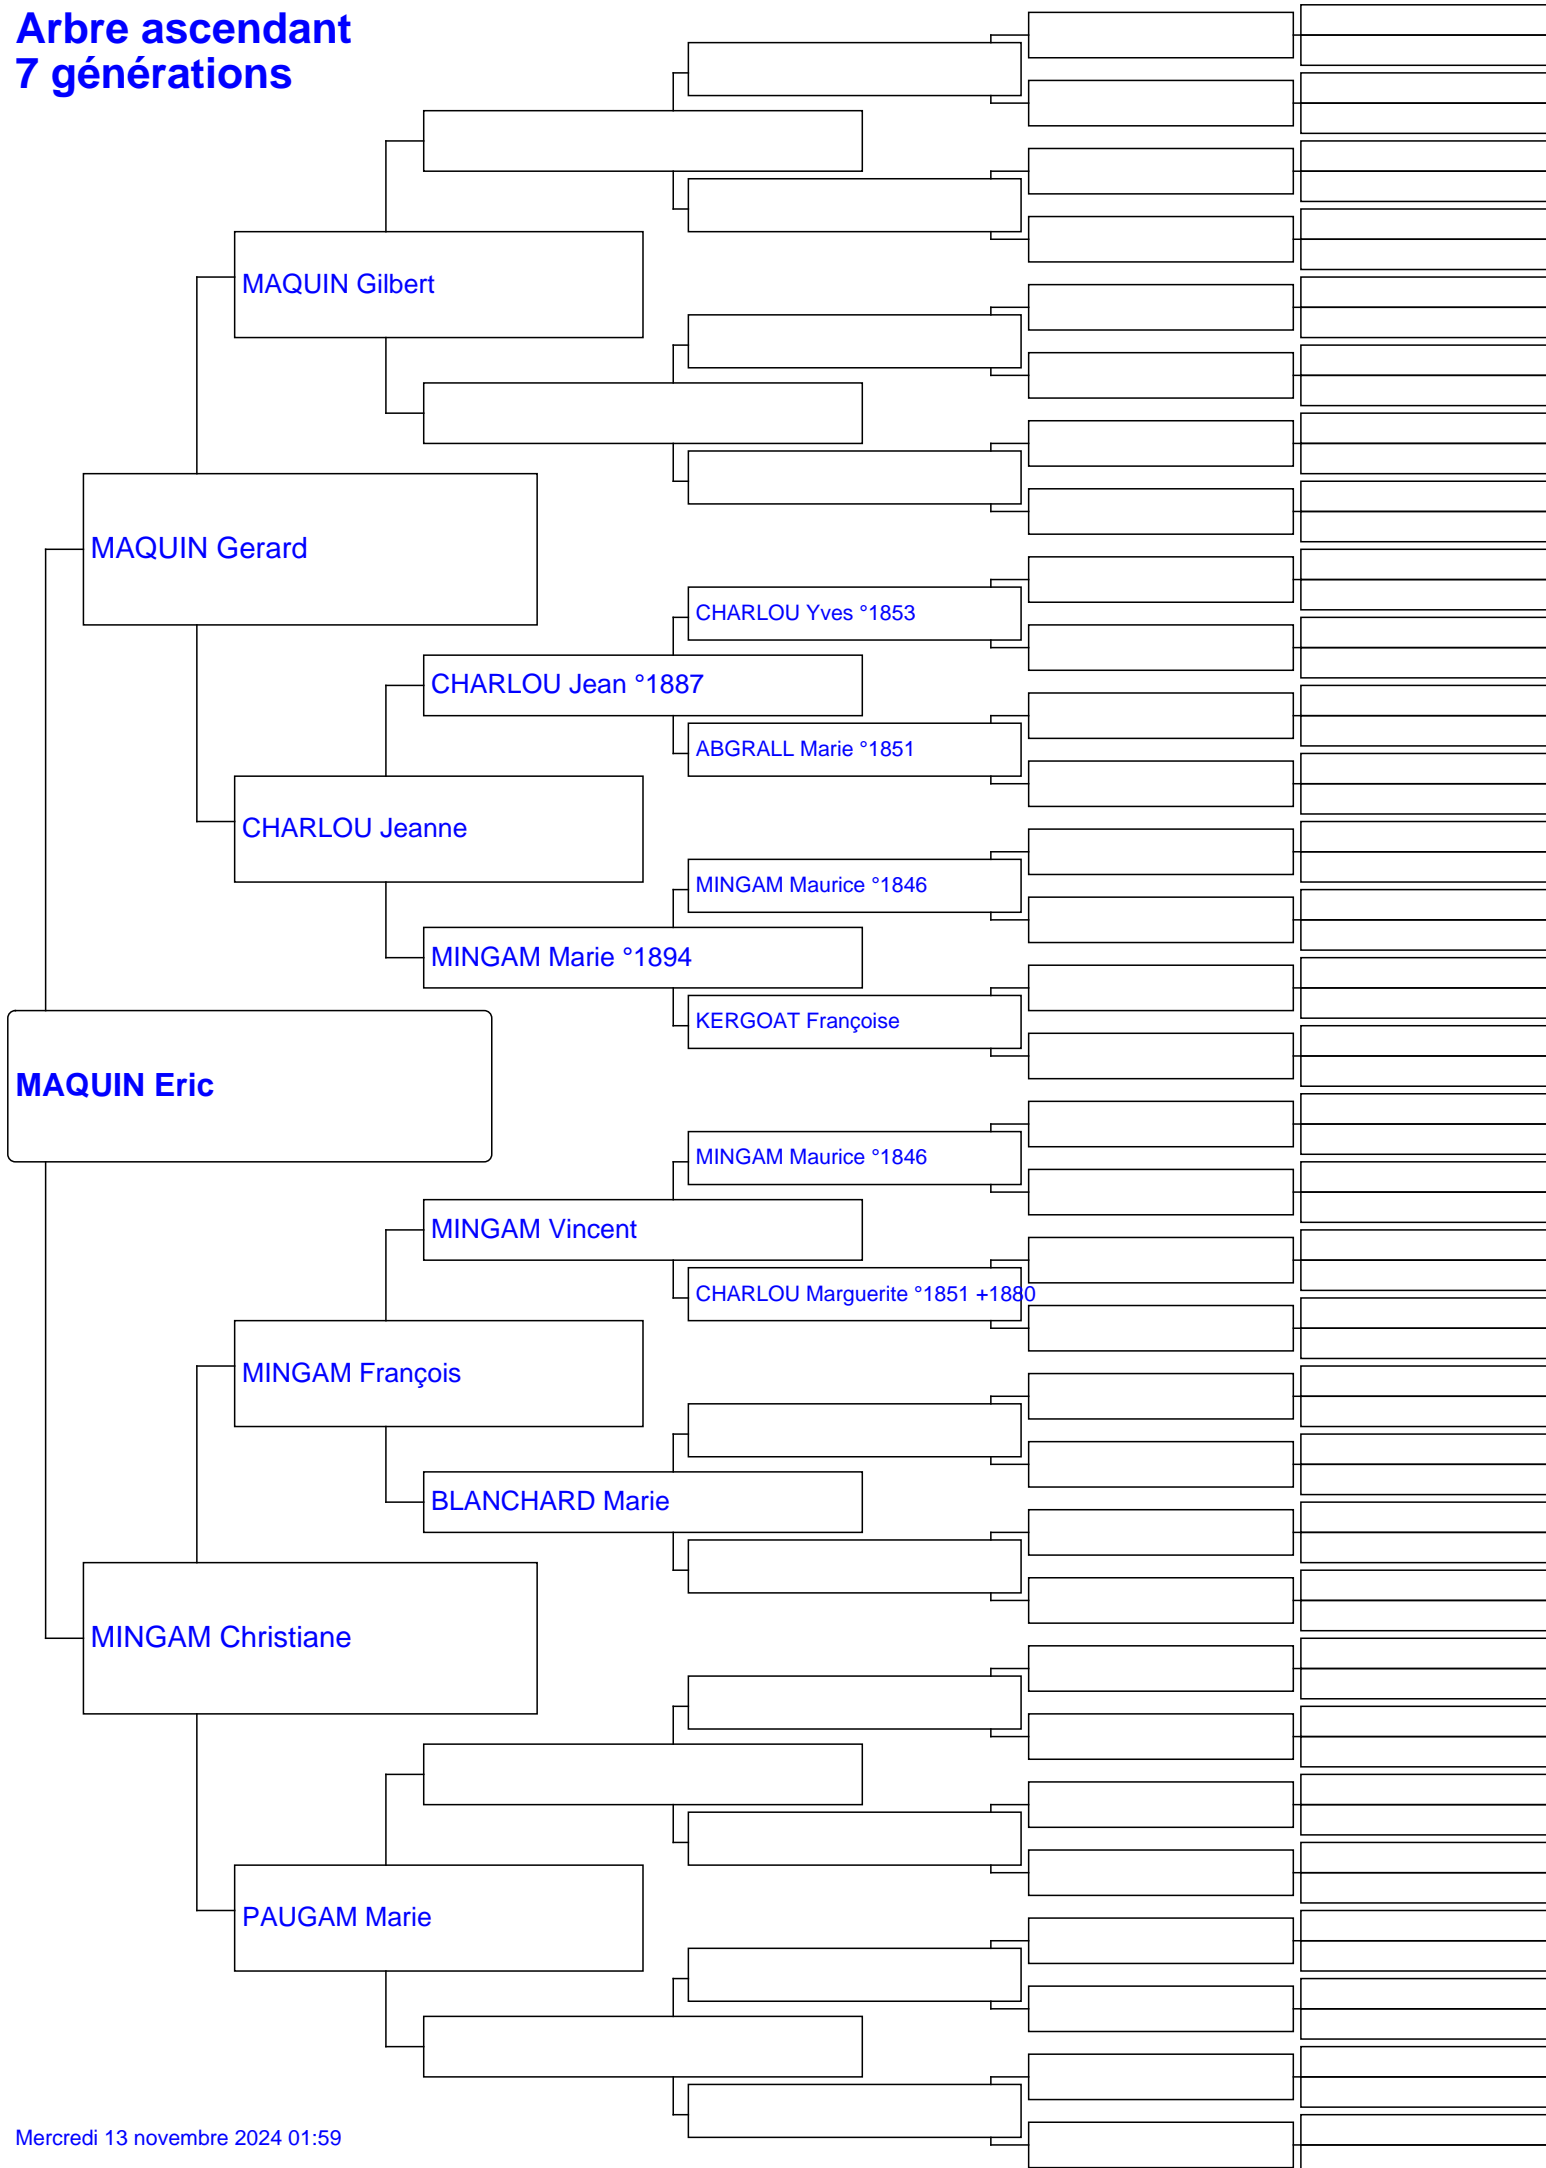 Arbre ascendant
7 générations
MAQUIN Gilbert
MAQUIN Gerard
CHARLOU Yves °1853
CHARLOU Jean °1887
ABGRALL Marie °1851
CHARLOU Jeanne
MINGAM Maurice °1846
MINGAM Marie °1894
KERGOAT Françoise
MAQUIN Eric
MINGAM Maurice °1846
MINGAM Vincent
CHARLOU Marguerite °1851 +1880
MINGAM François
BLANCHARD Marie
MINGAM Christiane
PAUGAM Marie
Mercredi 13 novembre 2024 01:59